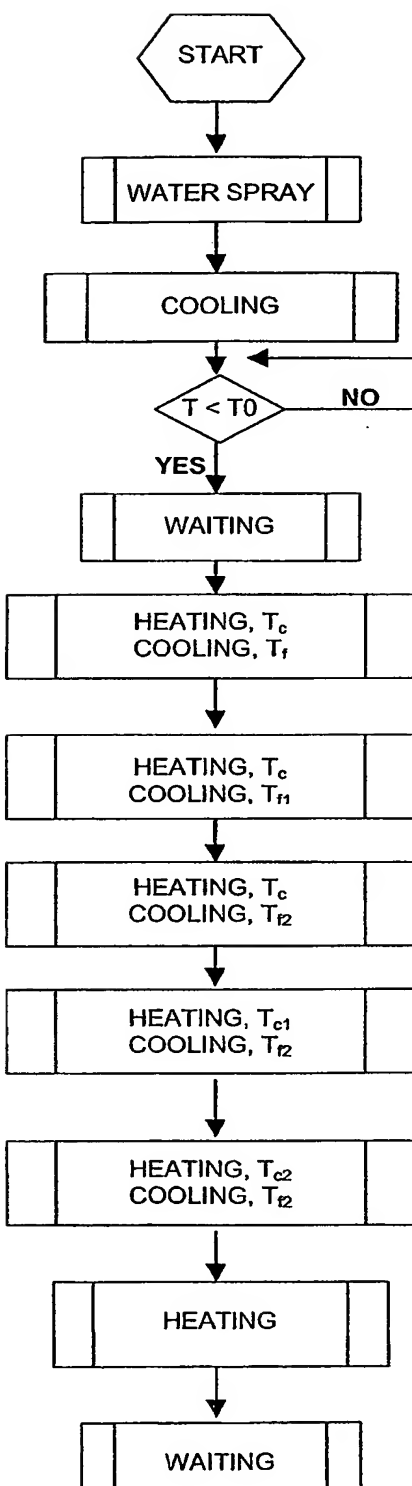 START
WATER SPRAY
COOLING
T < T0
NO
YES
WAITING
HEATING, Tc
COOLING, Tf
HEATING, Tc
COOLING, Tf1
HEATING, Tc
COOLING, Tf2
HEATING, Tc1
COOLING, Tf2
HEATING, Tc2
COOLING, Tf2
HEATING
WAITING